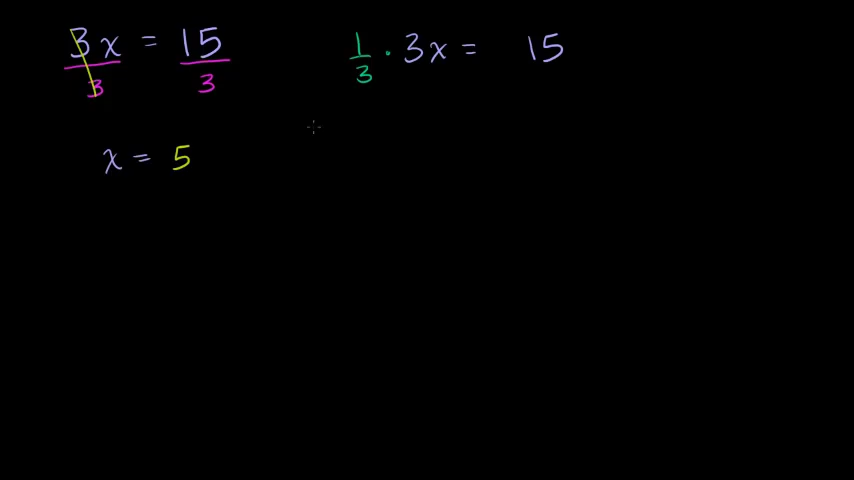 3x = 15    1/3 · 3x = 15
3    3
x = 5